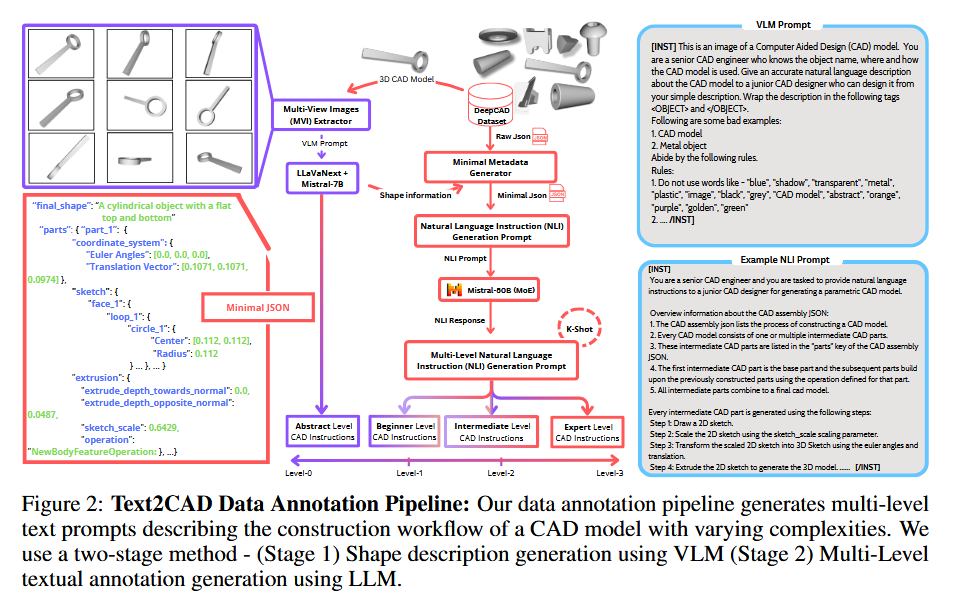 3D CAD Model
Multi-View Images
(MVI) Extractor
VLM Prompt
LLaVaNext +
Mistral-7B
Shape information
DeepCAD
Dataset
Raw Json
JSON
Minimal Metadata
Generator
Minimal Json
JSON
Natural Language Instruction (NLI)
Generation Prompt
NLI Prompt
Mistral-60B (MoE)
NLI Response
K-Shot
Multi-Level Natural Language
Instruction (NLI) Generation Prompt
Abstract Level
CAD Instructions
Beginner Level
CAD Instructions
Intermediate Level
CAD Instructions
Expert Level
CAD Instructions
Level-0
Level-1
Level-2
Level-3
"final_shape": "A cylindrical object with a flat
top and bottom"
"parts": { "part_1": {
"coordinate_system": {
"Euler Angles": [0.0, 0.0, 0.0],
"Translation Vector": [0.1071, 0.1071,
0.0974] },
"sketch": {
"face_1": {
"loop_1": {
"circle_1": {
"Center": [0.112, 0.112],
"Radius": 0.112
} ... }, ... }
"extrusion": {
"extrude_depth_towards_normal": 0.0,
"extrude_depth_opposite_normal":
0.0487,
"sketch_scale": 0.6429,
"operation":
"NewBodyFeatureOperation: }, ...}
Minimal JSON
VLM Prompt
[INST] This is an image of a Computer Aided Design (CAD) model. You
are a senior CAD engineer who knows the object name, where and how
the CAD model is used. Give an accurate natural language description
about the CAD model to a junior CAD designer who can design it from
your simple description. Wrap the description in the following tags
<OBJECT> and </OBJECT>.
Following are some bad examples:
1. CAD model
2. Metal object
Abide by the following rules.
Rules:
1. Do not use words like - "blue", "shadow", "transparent", "metal",
"plastic", "image", "black", "grey", "CAD model", "abstract", "orange",
"purple", "golden", "green"
2. .... /INST]
Example NLI Prompt
[INST]
You are a senior CAD engineer and you are tasked to provide natural language
instructions to a junior CAD designer for generating a parametric CAD model.
Overview information about the CAD assembly JSON:
1. The CAD assembly json lists the process of constructing a CAD model.
2. Every CAD model consists of one or multiple intermediate CAD parts.
3. These intermediate CAD parts are listed in the "parts" key of the CAD assembly
JSON.
4. The first intermediate CAD part is the base part and the subsequent parts build
upon the previously constructed parts using the operation defined for that part.
5. All intermediate parts combine to a final cad model.
Every intermediate CAD part is generated using the following steps:
Step 1: Draw a 2D sketch.
Step 2: Scale the 2D sketch using the sketch_scale scaling parameter.
Step 3: Transform the scaled 2D sketch into 3D Sketch using the euler angles and
translation.
Step 4: Extrude the 2D sketch to generate the 3D model. ...... [/INST]
Figure 2: Text2CAD Data Annotation Pipeline: Our data annotation pipeline generates multi-level
text prompts describing the construction workflow of a CAD model with varying complexities. We
use a two-stage method - (Stage 1) Shape description generation using VLM (Stage 2) Multi-Level
textual annotation generation using LLM.